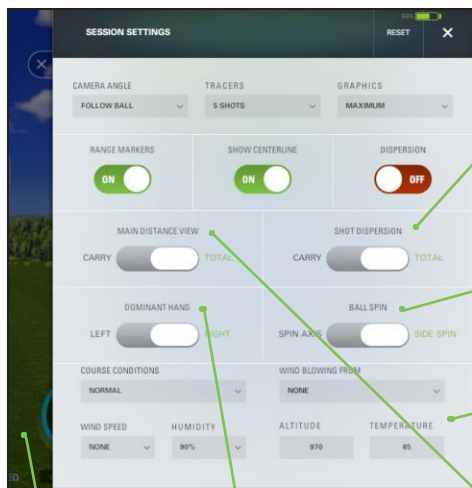 93%
SESSION SETTINGS RESET X
CAMERA ANGLE TRACERS GRAPHICS
FOLLOW BALL 5 SHOTS MAXIMUM
RANGE MARKERS SHOW CENTERLINE DISPERSION
ON ON OFF
MAIN DISTANCE VIEW SHOT DISPERSION
CARRY TOTAL CARRY TOTAL
DOMINANT HAND BALL SPIN
LEFT RIGHT SPIN AXIS SIDE SPIN
COURSE CONDITIONS WIND BLOWING FROM
NORMAL NONE
WIND SPEED HUMIDITY ALTITUDE TEMPERATURE
NONE 90% 970 85
ED